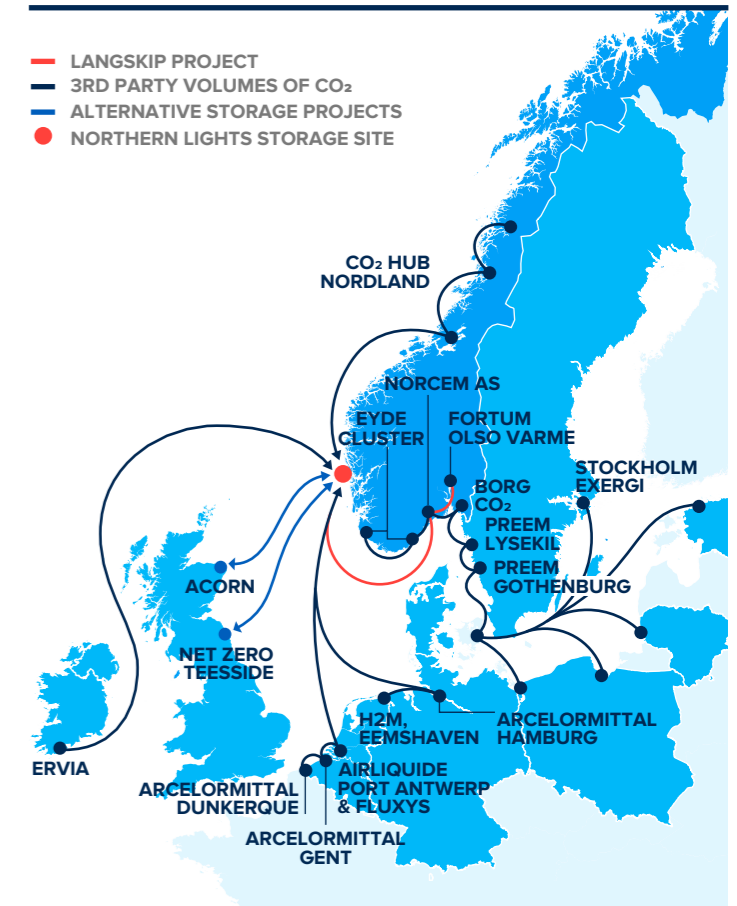 LANGSKIP PROJECT
3RD PARTY VOLUMES OF CO₂
ALTERNATIVE STORAGE PROJECTS
NORTHERN LIGHTS STORAGE SITE
CO₂ HUB
NORDLAND
NORCEM AS
EYDE
CLUSTER
FORTUM
OLSO VARME
BORG
CO₂
STOCKHOLM
EXERGI
PREEM
LYSEKIL
PREEM
GOTHENBURG
ACORN
NET ZERO
TEESSIDE
ERVIA
H2M,
EEMSHAVEN
ARCELORMITTAL
HAMBURG
AIRLIQUIDE
PORT ANTWERP
& FLUXYS
ARCELORMITTAL
DUNKERQUE
ARCELORMITTAL
GENT